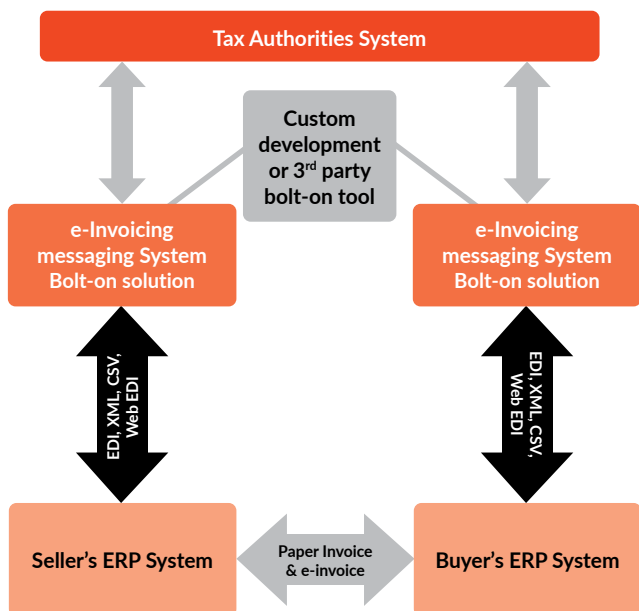 Tax Authorities System
Custom
development
or 3rd party
bolt-on tool
e-Invoicing
messaging System
Bolt-on solution
e-Invoicing
messaging System
Bolt-on solution
EDI, XML, CSV,
Web EDI
EDI, XML, CSV,
Web EDI
Seller's ERP System
Paper Invoice
& e-invoice
Buyer's ERP System